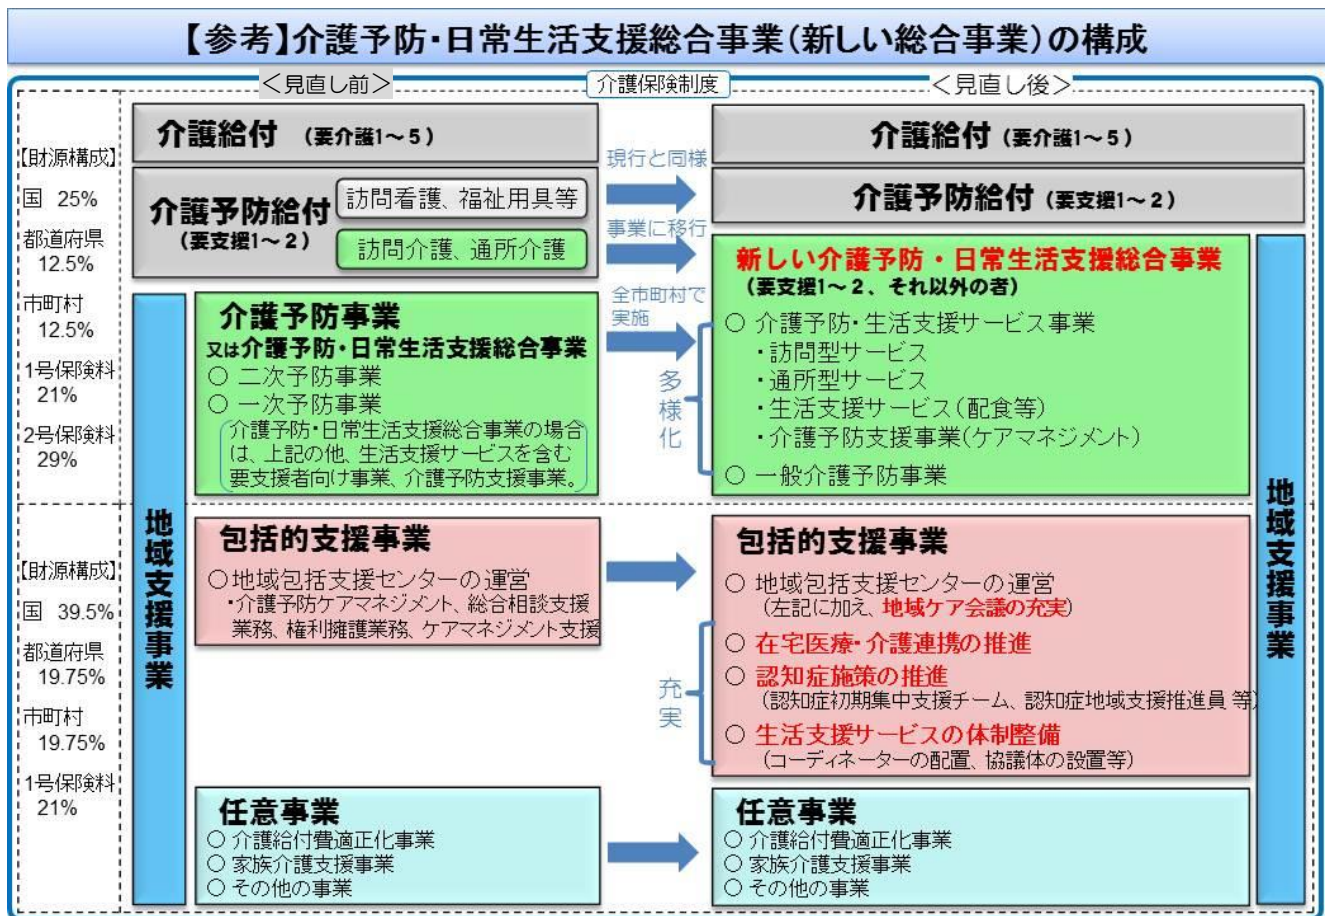 【参考】介護予防・日常生活支援総合事業(新しい総合事業)の構成
<見直し前>
介護保険制度
<見直し後>
【財源構成】
国 25%
都道府県
12.5%
市町村
12.5%
1号保険料
21%
2号保険料
29%
【財源構成】
国 39.5%
都道府県
19.75%
市町村
19.75%
1号保険料
21%
地域支援事業
介護給付 (要介護1~5)
介護予防給付
(要支援1~2)
訪問看護、福祉用具等
訪問介護、通所介護
介護予防事業
又は介護予防・日常生活支援総合事業
○ 二次予防事業
○ 一次予防事業
介護予防・日常生活支援総合事業の場合
は、上記の他、生活支援サービスを含む
要支援者向け事業、介護予防支援事業。
包括的支援事業
○地域包括支援センターの運営
・介護予防ケアマネジメント、総合相談支援
業務、権利擁護業務、ケアマネジメント支援
任意事業
○ 介護給付費適正化事業
○ 家族介護支援事業
○ その他の事業
現行と同様
事業に移行
全市町村で
実施
多様化
充実
介護給付 (要介護1~5)
介護予防給付 (要支援1~2)
新しい介護予防・日常生活支援総合事業
(要支援1~2、それ以外の者)
○ 介護予防・生活支援サービス事業
・訪問型サービス
・通所型サービス
・生活支援サービス(配食等)
・介護予防支援事業(ケアマネジメント)
○ 一般介護予防事業
包括的支援事業
○ 地域包括支援センターの運営
(左記に加え、地域ケア会議の充実)
○ 在宅医療・介護連携の推進
○ 認知症施策の推進
(認知症初期集中支援チーム、認知症地域支援推進員 等)
○ 生活支援サービスの体制整備
(コーディネーターの配置、協議体の設置等)
任意事業
○ 介護給付費適正化事業
○ 家族介護支援事業
○ その他の事業
地域支援事業